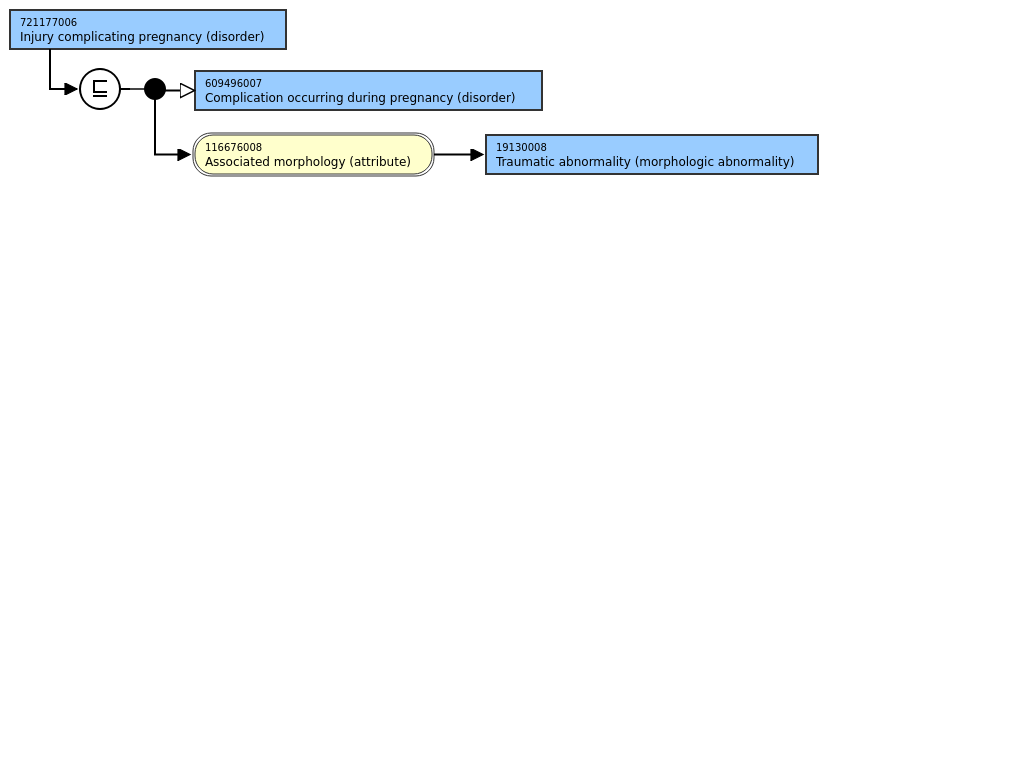 721177006
Injury complicating pregnancy (disorder)
609496007
Complication occurring during pregnancy (disorder)
116676008
Associated morphology (attribute)
19130008
Traumatic abnormality (morphologic abnormality)